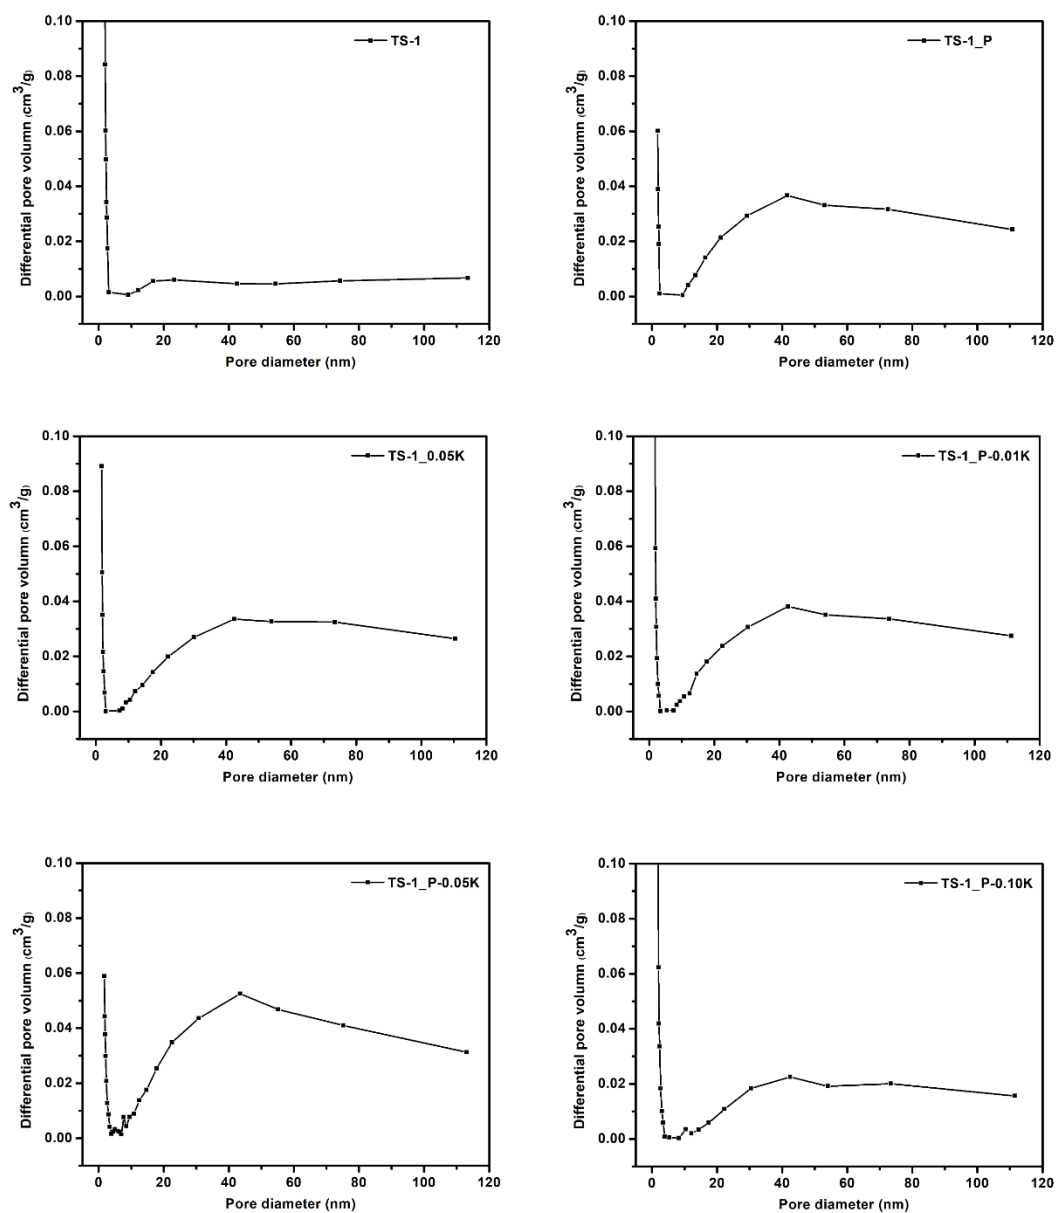 TS-1
0.10
0.08
0.06
0.04
0.02
0.00
Differential pore volumn (cm3/g)
0 20 40 60 80 100 120
Pore diameter (nm)
TS-1_P
0.10
0.08
0.06
0.04
0.02
0.00
Differential pore volumn (cm3/g)
0 20 40 60 80 100 120
Pore diameter (nm)
TS-1_0.05K
0.10
0.08
0.06
0.04
0.02
0.00
Differential pore volumn (cm3/g)
0 20 40 60 80 100 120
Pore diameter (nm)
TS-1_P-0.01K
0.10
0.08
0.06
0.04
0.02
0.00
Differential pore volumn (cm3/g)
0 20 40 60 80 100 120
Pore diameter (nm)
TS-1_P-0.05K
0.10
0.08
0.06
0.04
0.02
0.00
Differential pore volumn (cm3/g)
0 20 40 60 80 100 120
Pore diameter (nm)
TS-1_P-0.10K
0.10
0.08
0.06
0.04
0.02
0.00
Differential pore volumn (cm3/g)
0 20 40 60 80 100 120
Pore diameter (nm)